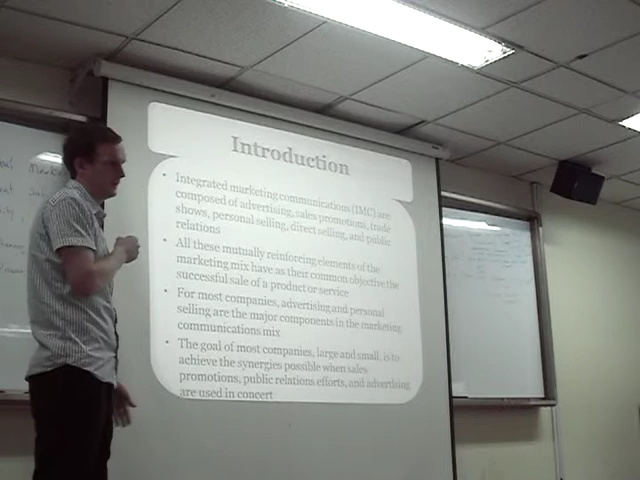 Introduction
• Integrated marketing communications (IMC) are
composed of advertising, sales promotions, trade
shows, personal selling, direct selling, and public
relations
• All these mutually reinforcing elements of the
marketing mix have as their common objective the
successful sale of a product or service
• For most companies, advertising and personal
selling are the major components in the marketing
communications mix
• The goal of most companies, large and small, is to
achieve the synergies possible when sales
promotions, public relations efforts, and advertising
are used in concert